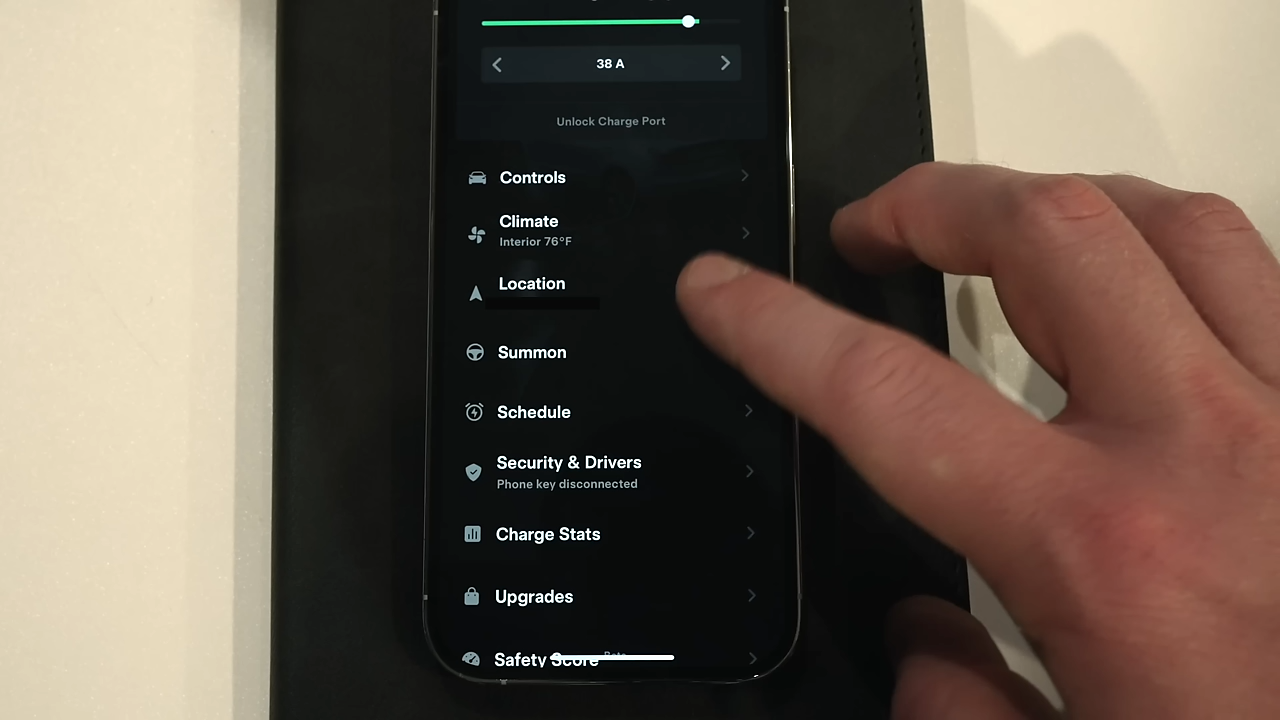 38 A
Unlock Charge Port
Controls
Climate
Interior 76°F
Location
Summon
Schedule
Security & Drivers
Phone key disconnected
Charge Stats
Upgrades
Safety Score